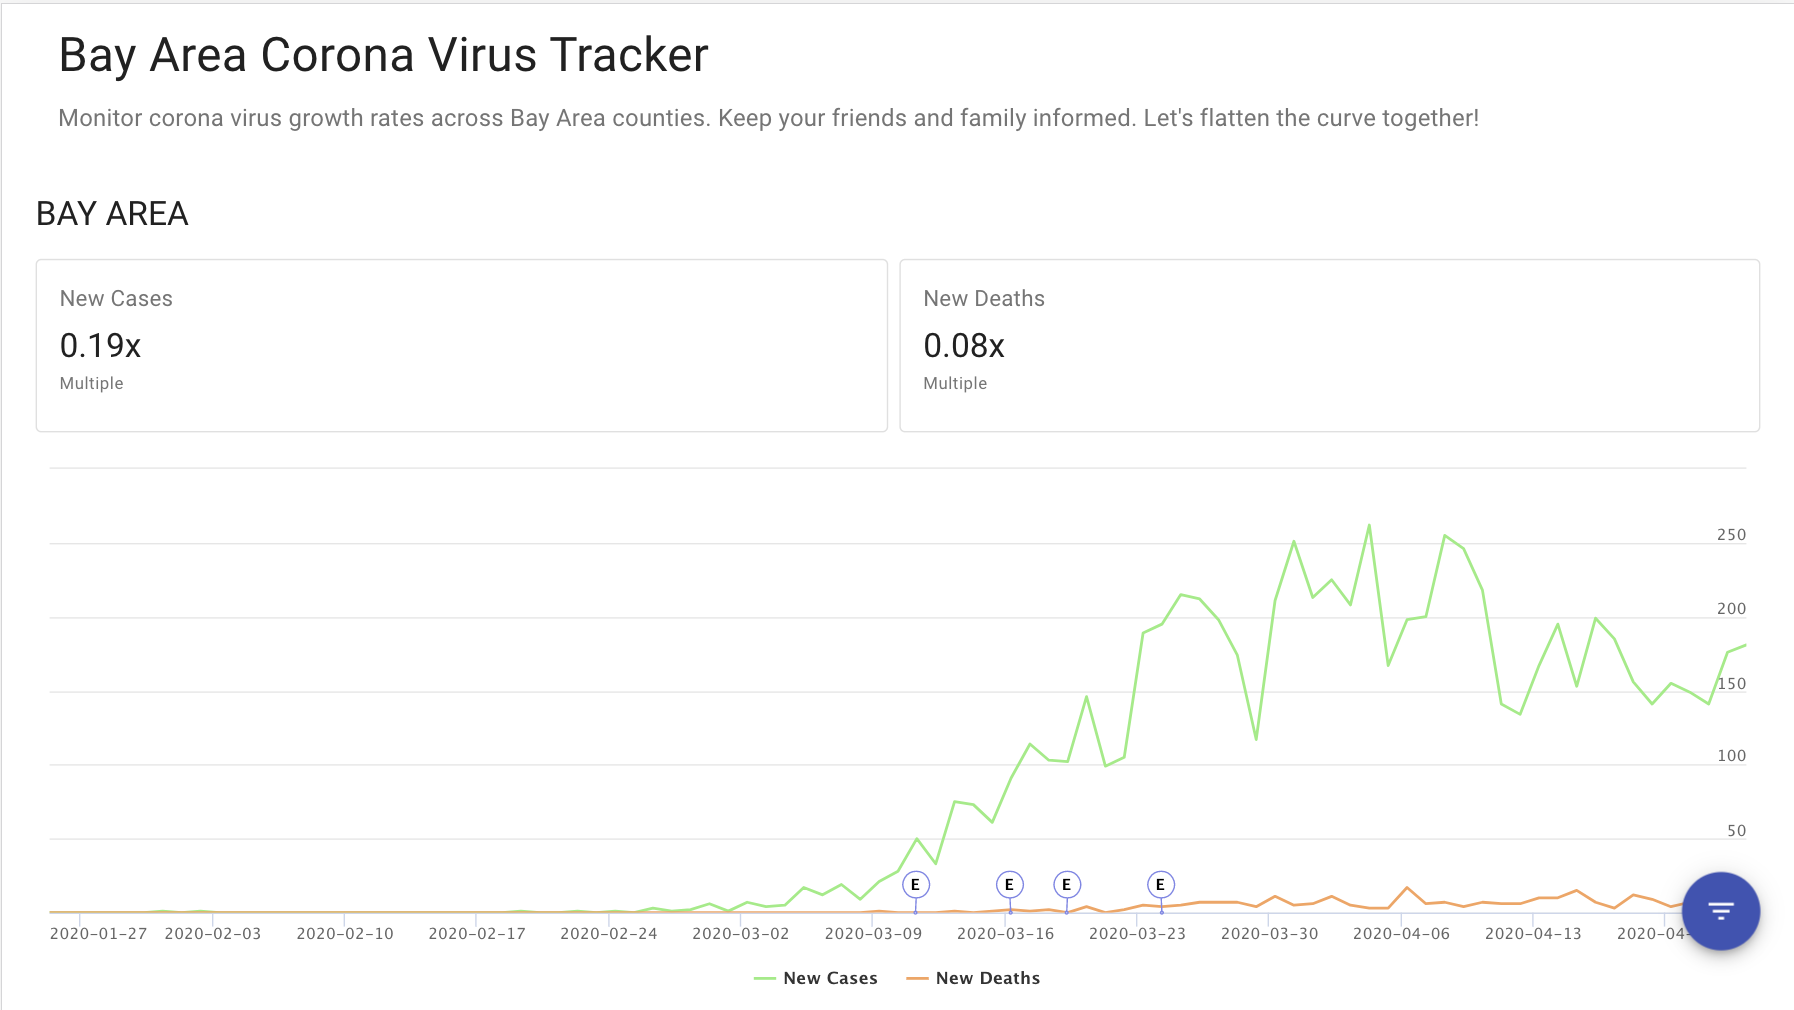 Bay Area Corona Virus Tracker
Monitor corona virus growth rates across Bay Area counties. Keep your friends and family informed. Let's flatten the curve together!
BAY AREA
New Cases
0.19x
Multiple
New Deaths
0.08x
Multiple
250
200
150
100
50
E E E E
2020-01-27 2020-02-03 2020-02-10 2020-02-17 2020-02-24 2020-03-02 2020-03-09 2020-03-16 2020-03-23 2020-03-30 2020-04-06 2020-04-13 2020-04-
New Cases New Deaths